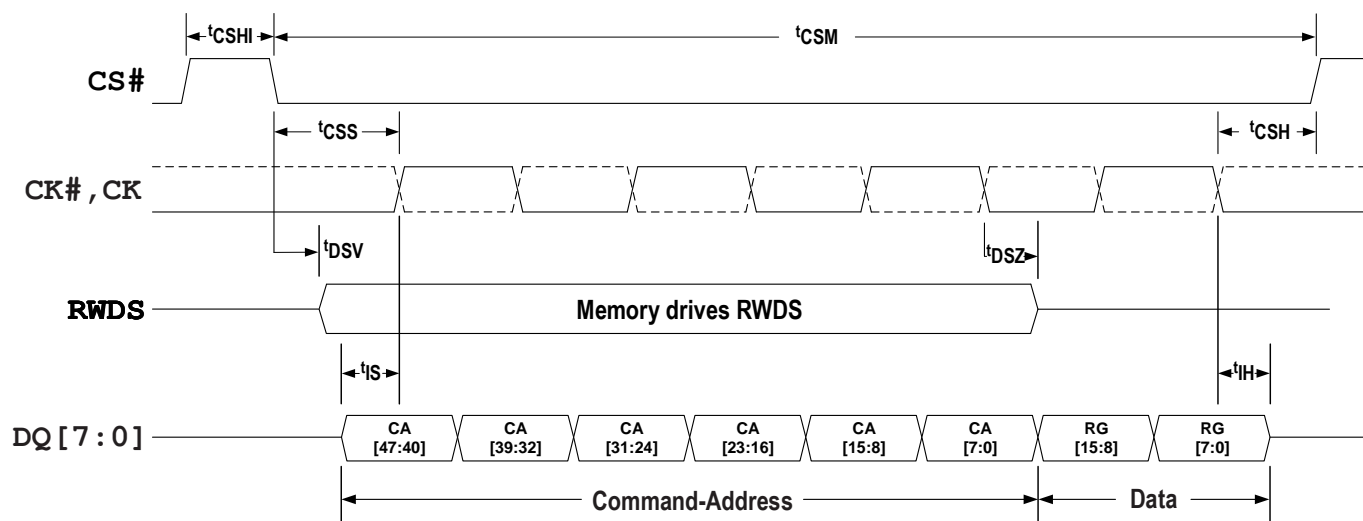 tCSHI tCSM
CS#
tCSS tCSH
CK#,CK
tDSV tDSZ
RWDS Memory drives RWDS
tIS tIH
DQ[7:0] CA [47:40] CA [39:32] CA [31:24] CA [23:16] CA [15:8] CA [7:0] RG [15:8] RG [7:0]
Command-Address Data